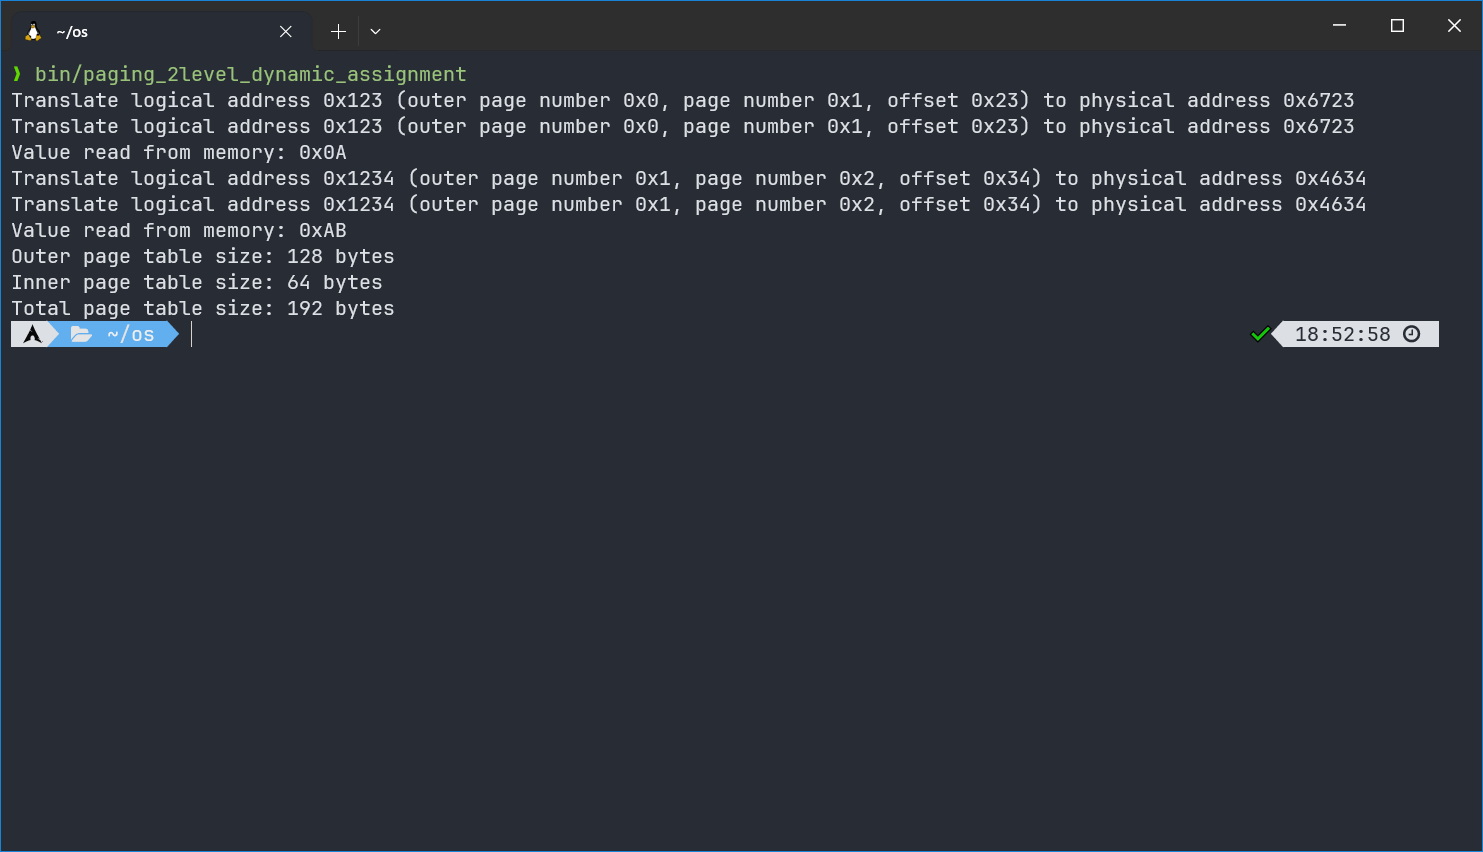 ~/os
❯ bin/paging_2level_dynamic_assignment
Translate logical address 0x123 (outer page number 0x0, page number 0x1, offset 0x23) to physical address 0x6723
Translate logical address 0x123 (outer page number 0x0, page number 0x1, offset 0x23) to physical address 0x6723
Value read from memory: 0x0A
Translate logical address 0x1234 (outer page number 0x1, page number 0x2, offset 0x34) to physical address 0x4634
Translate logical address 0x1234 (outer page number 0x1, page number 0x2, offset 0x34) to physical address 0x4634
Value read from memory: 0xAB
Outer page table size: 128 bytes
Inner page table size: 64 bytes
Total page table size: 192 bytes
~/os 18:52:58